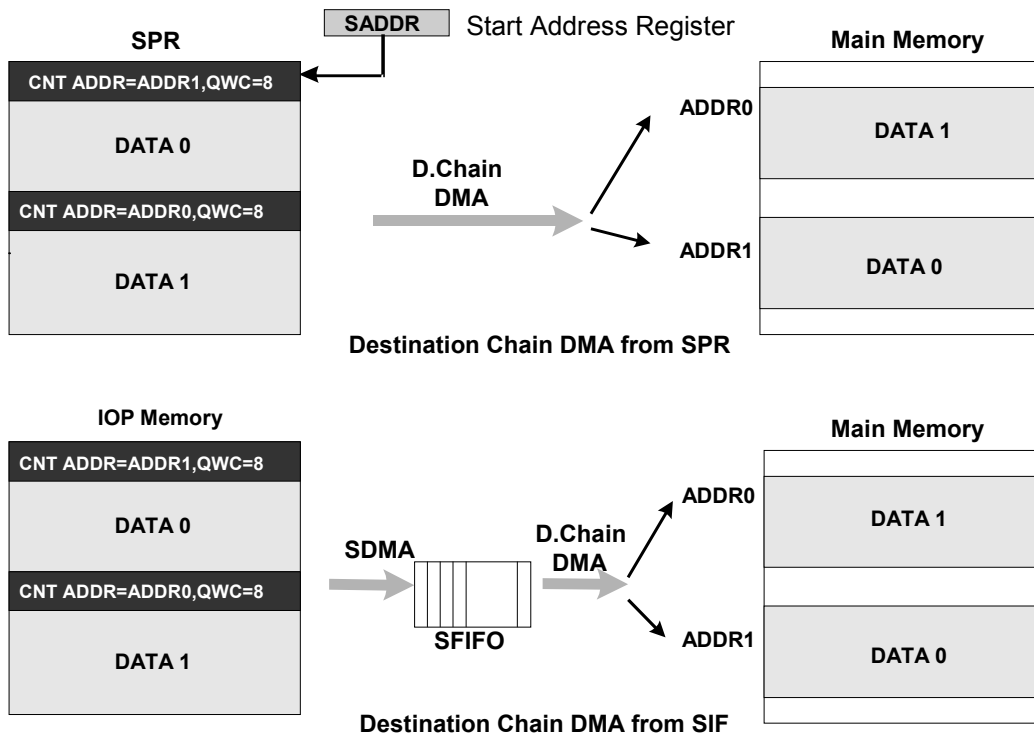 SADDR Start Address Register
SPR
Main Memory
CNT ADDR=ADDR1,QWC=8
DATA 0
CNT ADDR=ADDR0,QWC=8
DATA 1
D.Chain
DMA
ADDR0
ADDR1
DATA 1
DATA 0
Destination Chain DMA from SPR
IOP Memory
Main Memory
CNT ADDR=ADDR1,QWC=8
DATA 0
CNT ADDR=ADDR0,QWC=8
DATA 1
SDMA
SFIFO
D.Chain
DMA
ADDR0
ADDR1
DATA 1
DATA 0
Destination Chain DMA from SIF